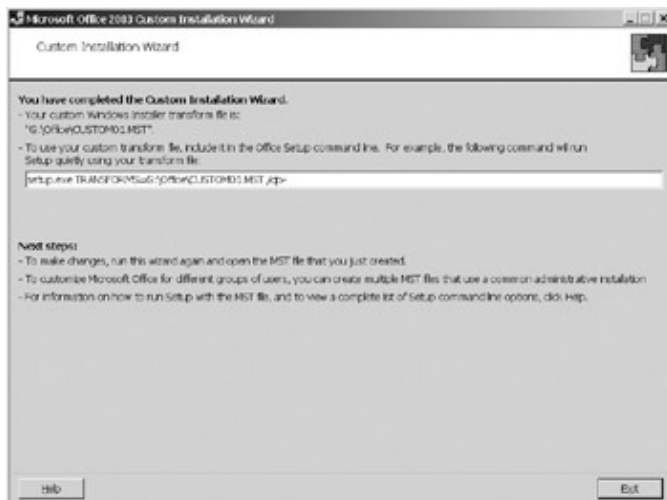 Microsoft Office 2003 Custom Installation Wizard
Custom Installation Wizard
You have completed the Custom Installation Wizard.
- Your custom Windows Installer transform file is:
"G:\Office\CUSTOM01.MST".
- To use your custom transform file, include it in the Office Setup command line. For example, the following command will run
Setup quietly using your transform file:
setup.exe TRANSFORMS=G:\Office\CUSTOM01.MST /qb-
Next steps:
- To make changes, run this wizard again and open the MST file that you just created.
- To customize Microsoft Office for different groups of users, you can create multiple MST files that use a common administrative installation
- For information on how to run Setup with the MST file, and to view a complete list of Setup command line options, click Help.
Help
Exit